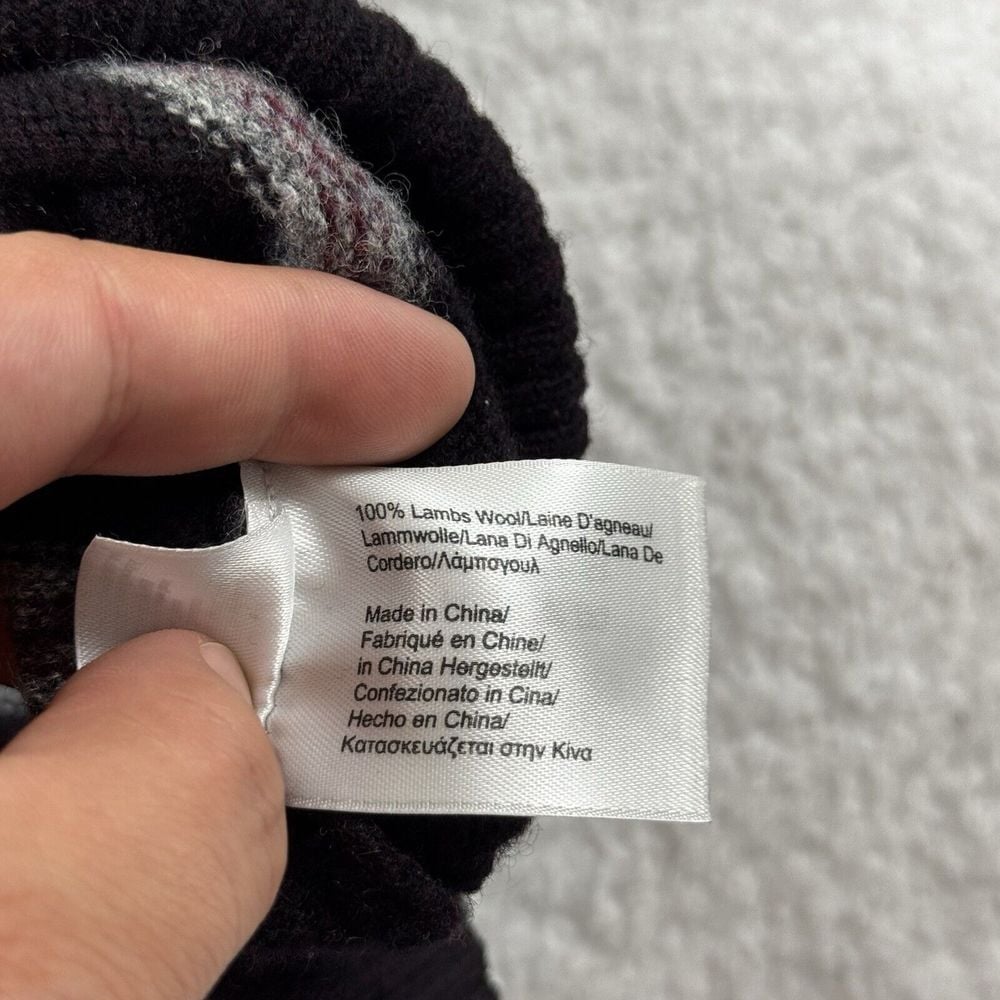 100% Lambs Wool/Laine D'agneau/
Lammwolle/Lana Di Agnello/Lana De
Cordero/Λάμπαγουλ
Made in China/
Fabriqué en Chine/
in China Hergestellt/
Confezionato in Cina/
Hecho en China/
Κατασκευάζεται στην Κίνα